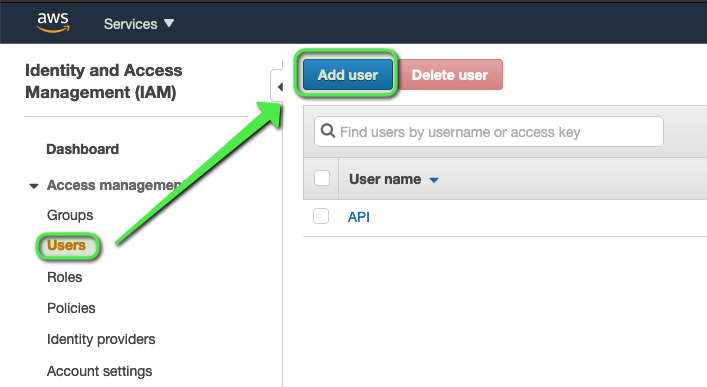 aws
Services
Identity and Access
Management (IAM)
Add user
Delete user
Find users by username or access key
Dashboard
Access management
User name
Groups
API
Users
Roles
Policies
Identity providers
Account settings